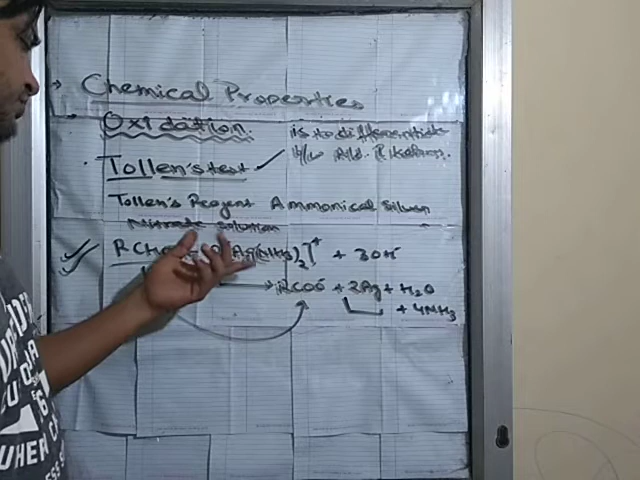 → Chemical Properties
• Oxidation. is to differentiate
b/w Ald. & Ketones.
• Tollen's test ✓
Tollen's Reagent Ammonical Silver
Nitrate solution
RCHO + 2[Ag(NH3)2]+ + 3OH-
→ RCOO- + 2Ag + H2O
+ 4NH3